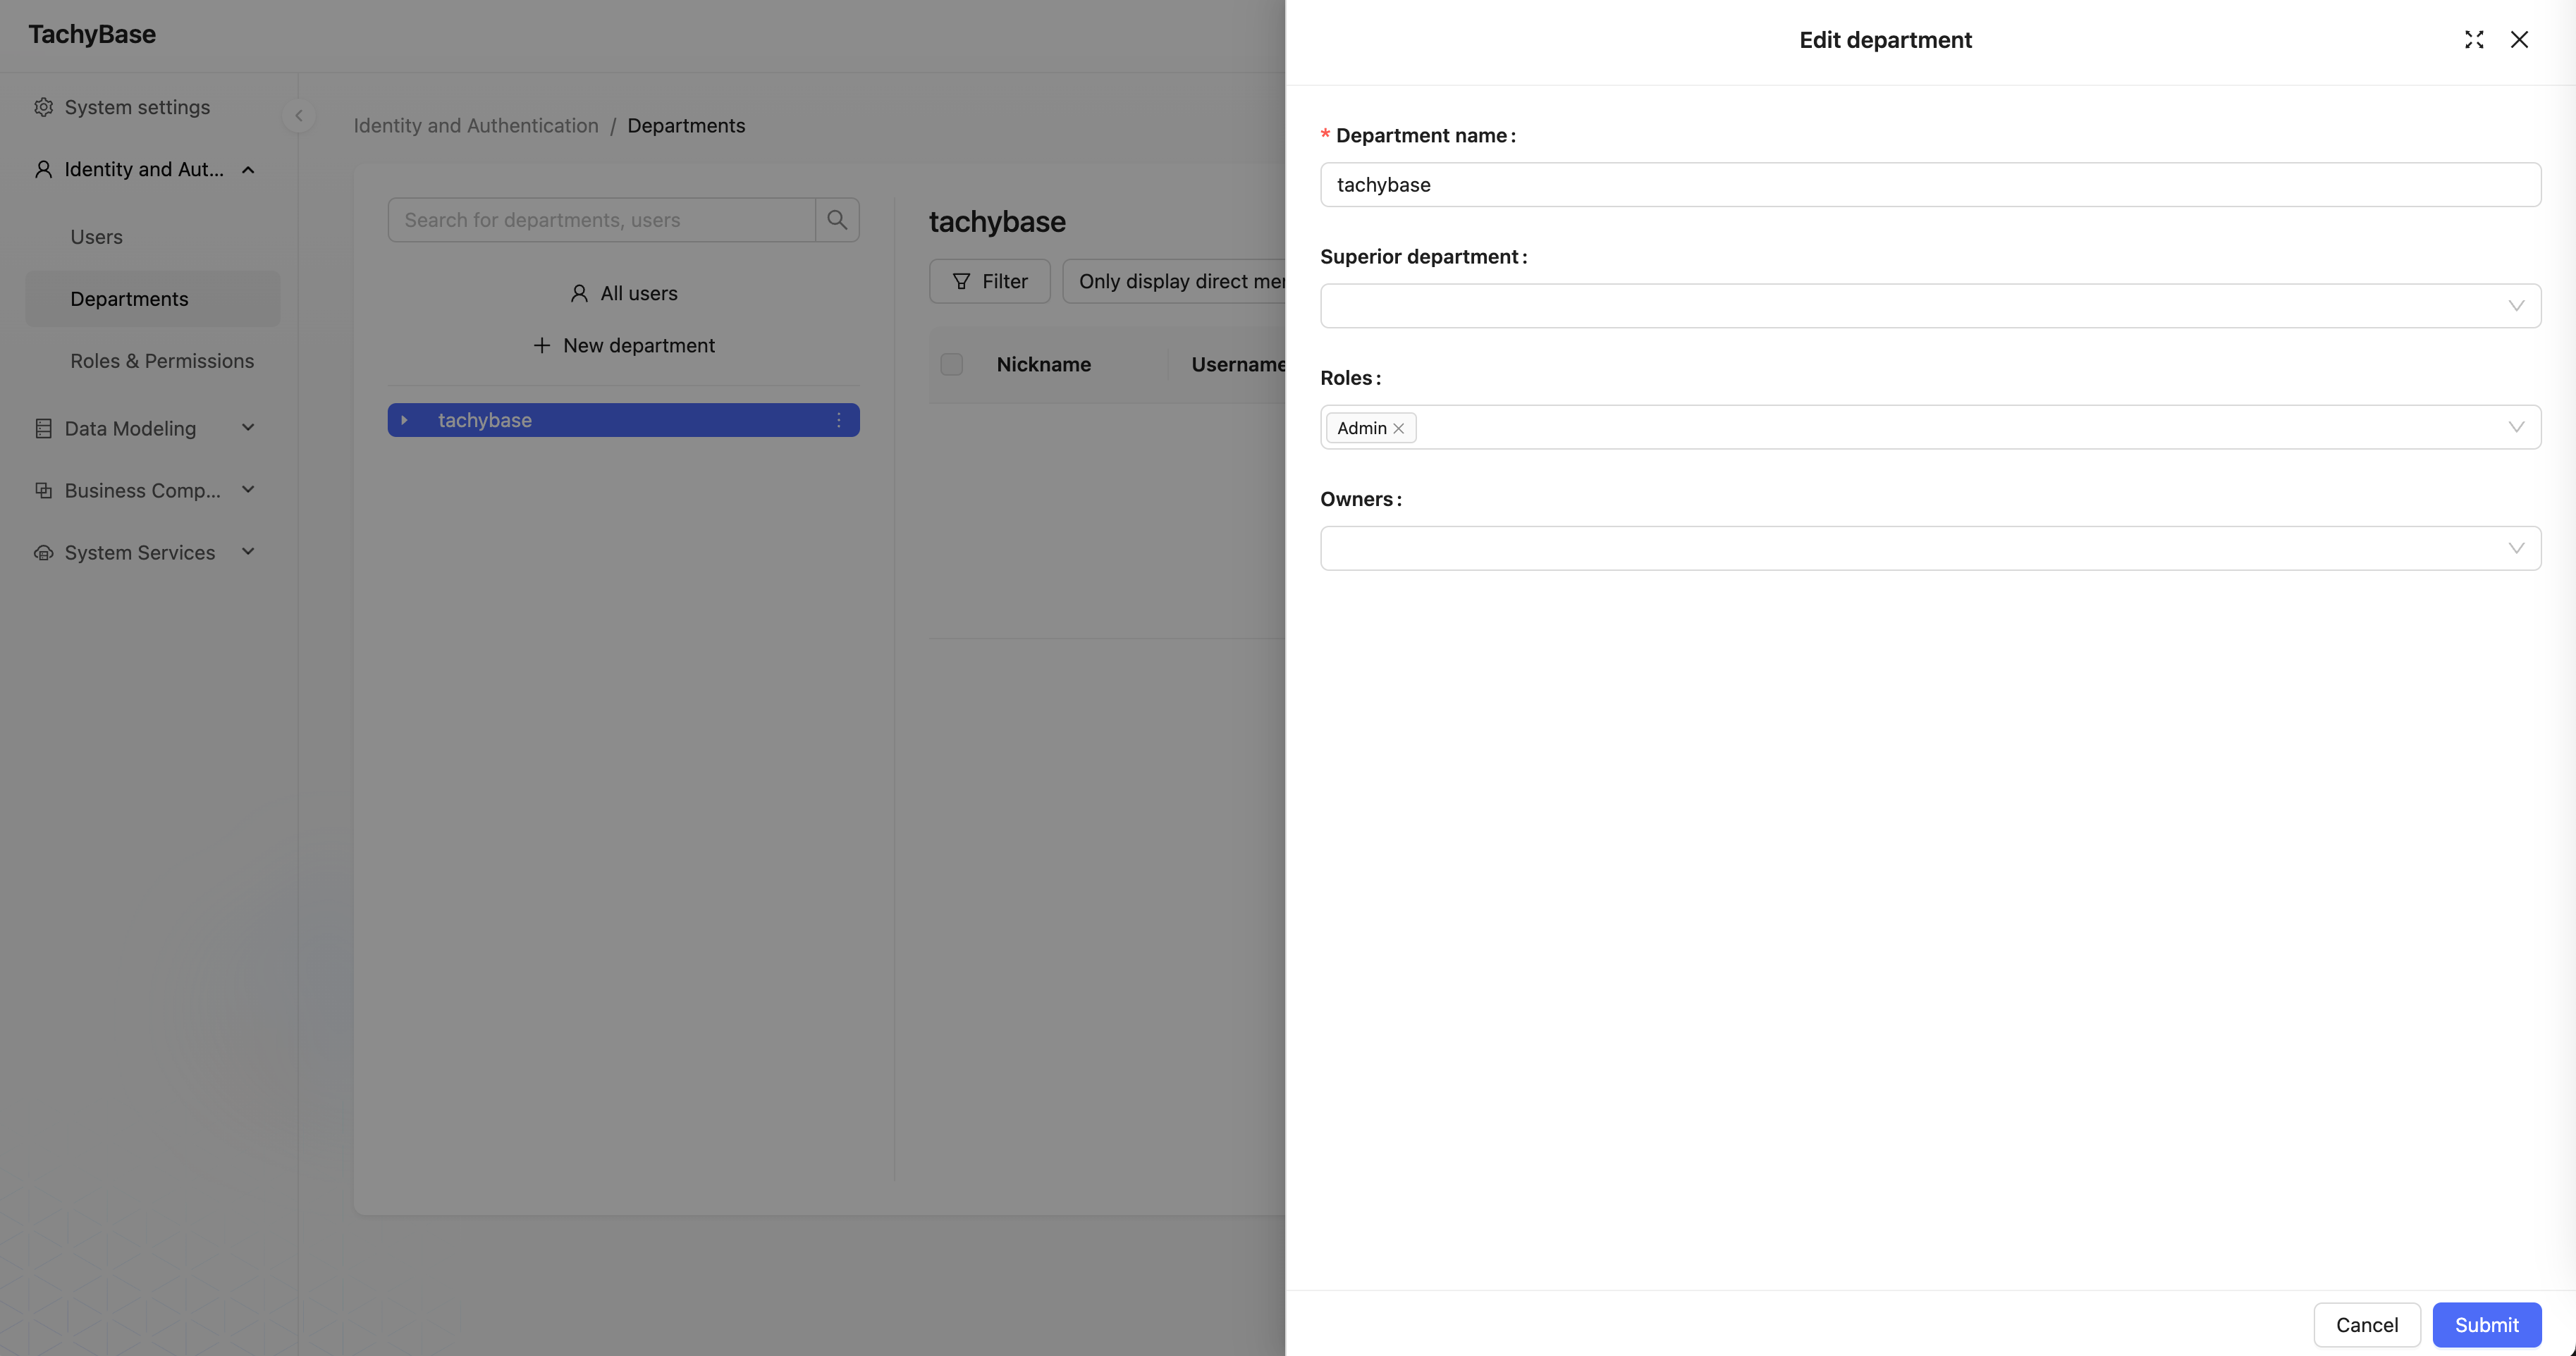 TachyBase
System settings
Identity and Aut...
Users
Departments
Roles & Permissions
Data Modeling
Business Comp...
System Services
Identity and Authentication / Departments
Search for departments, users
All users
New department
tachybase
tachybase
Filter
Only display direct mer
Nickname
Username
Edit department
* Department name :
tachybase
Superior department :
Roles :
Admin
Owners :
Cancel
Submit